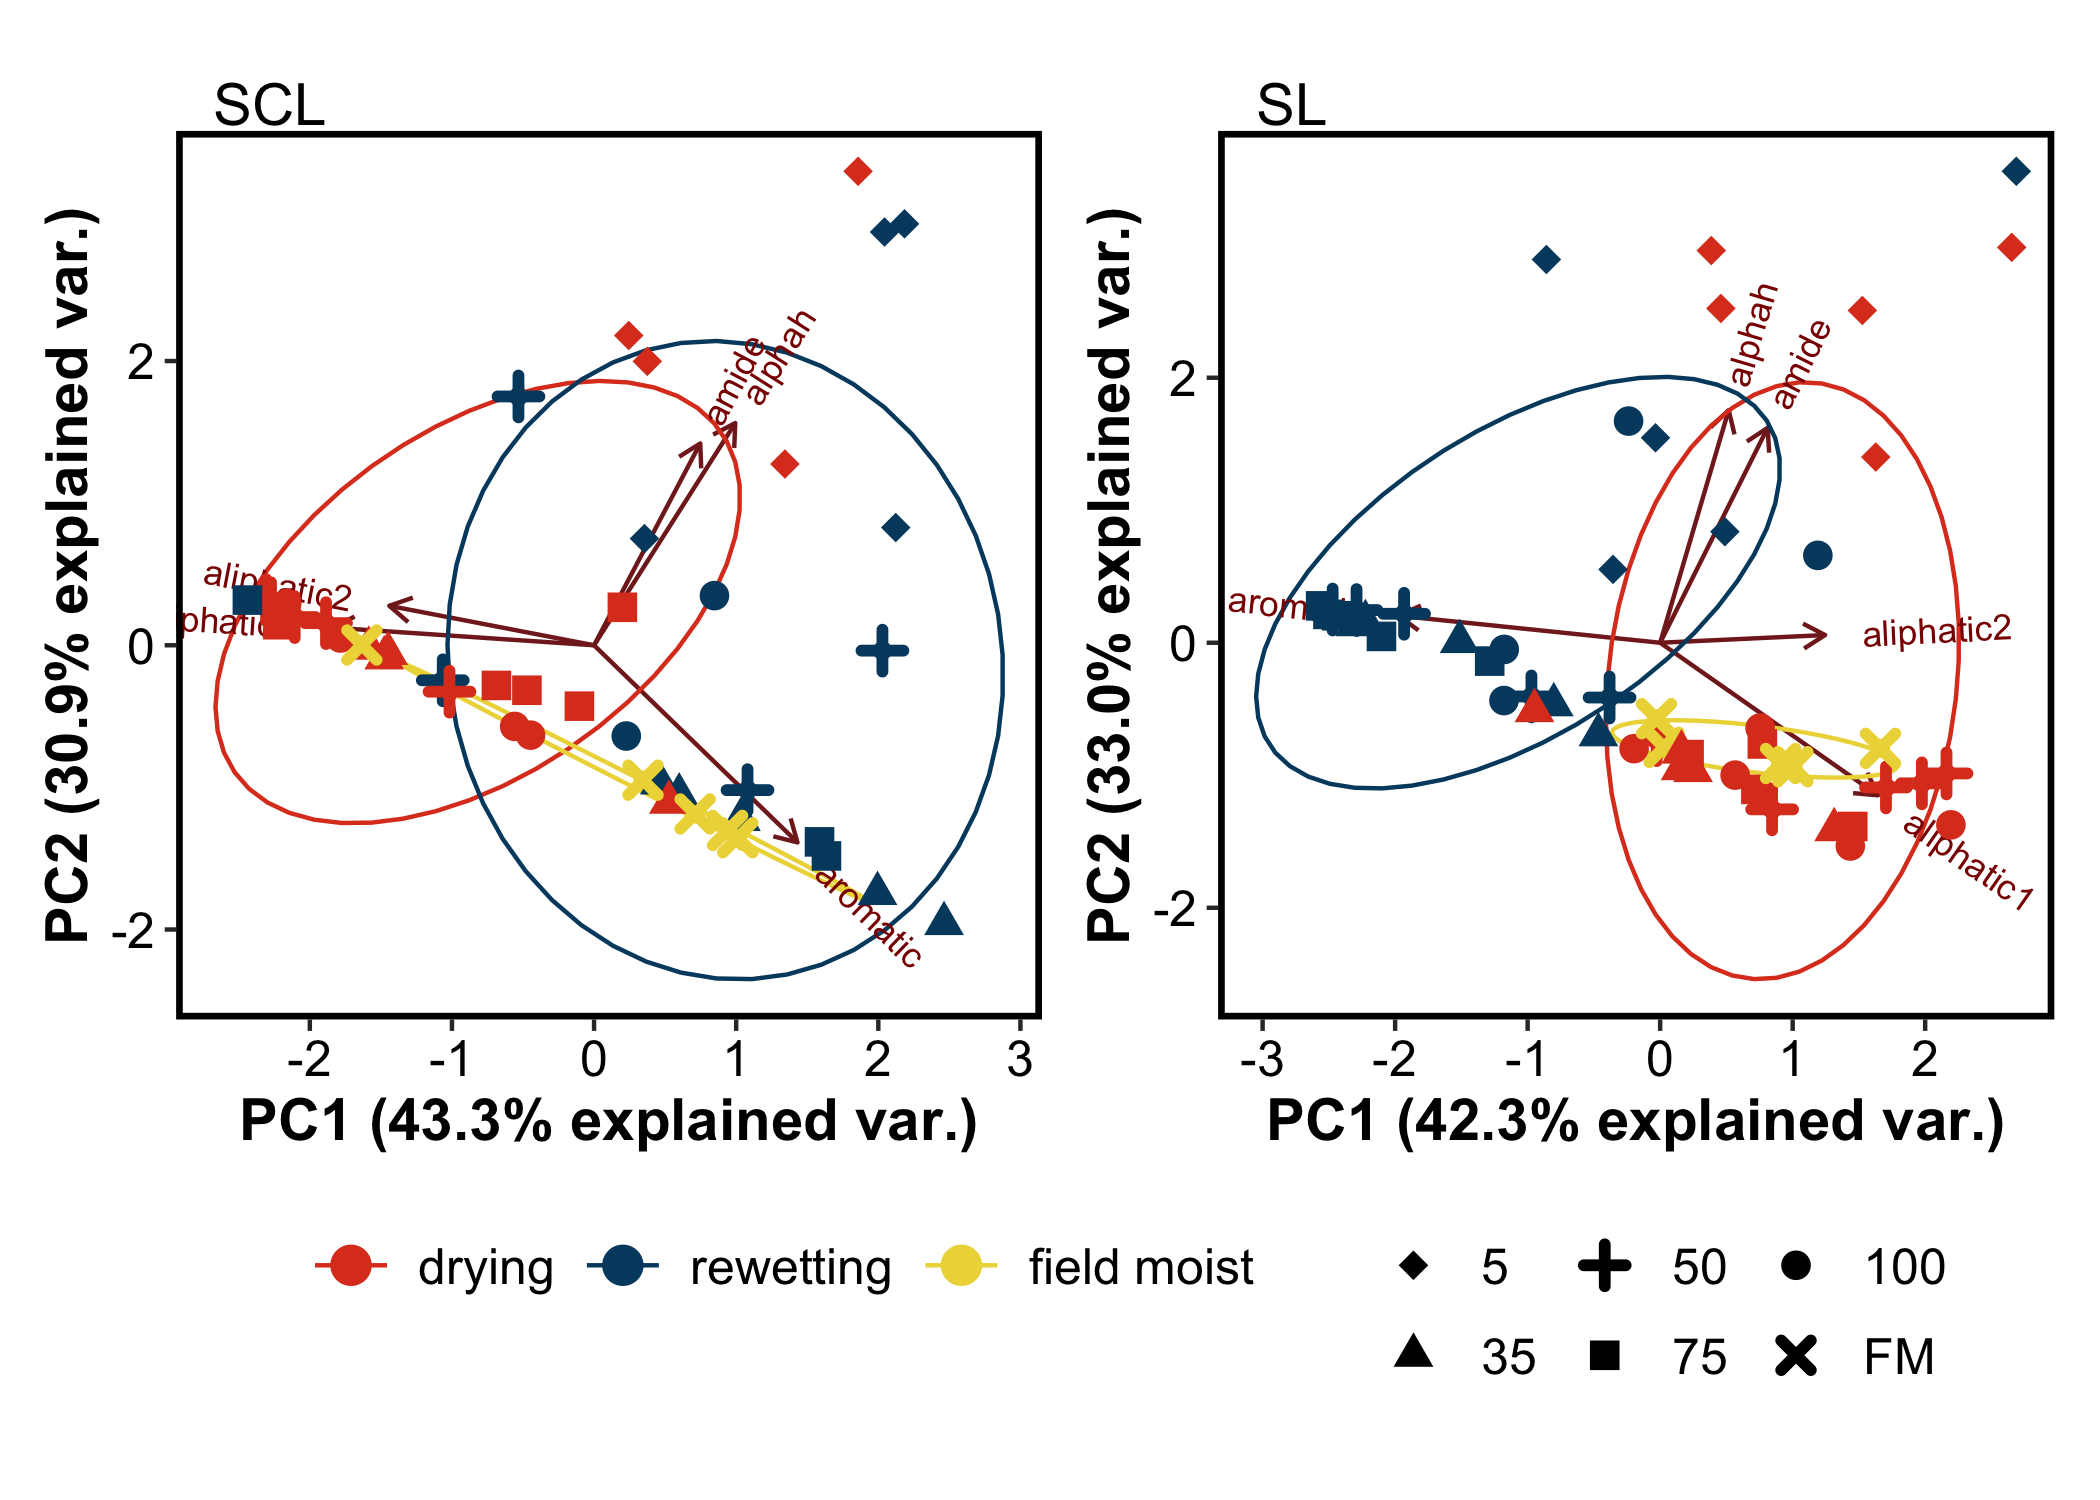 SCL
SL
PC2 (30.9% explained var.)
2
0
-2
amide
alphah
aliphatic2
aromatic
-2 -1 0 1 2 3
PC1 (43.3% explained var.)
PC2 (33.0% explained var.)
2
0
-2
alphah
amide
aliphatic2
aliphatic1
-3 -2 -1 0 1 2
PC1 (42.3% explained var.)
drying rewetting field moist
5 50 100
35 75 FM